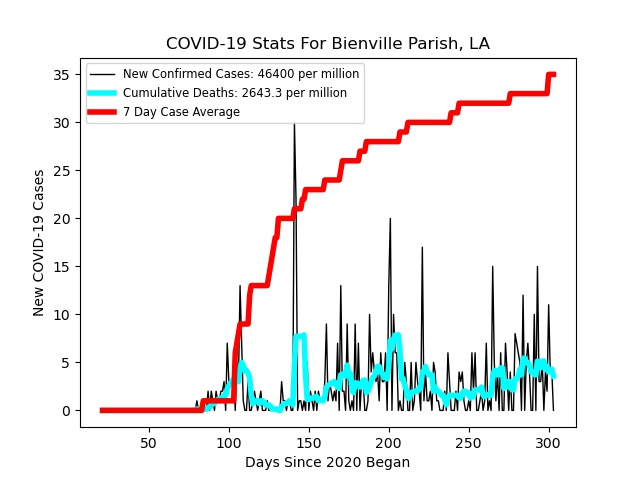 COVID-19 Stats For Bienville Parish, LA
New Confirmed Cases: 46400 per million
Cumulative Deaths: 2643.3 per million
7 Day Case Average
New COVID-19 Cases
35
30
25
20
15
10
5
0
50
100
150
200
250
300
Days Since 2020 Began